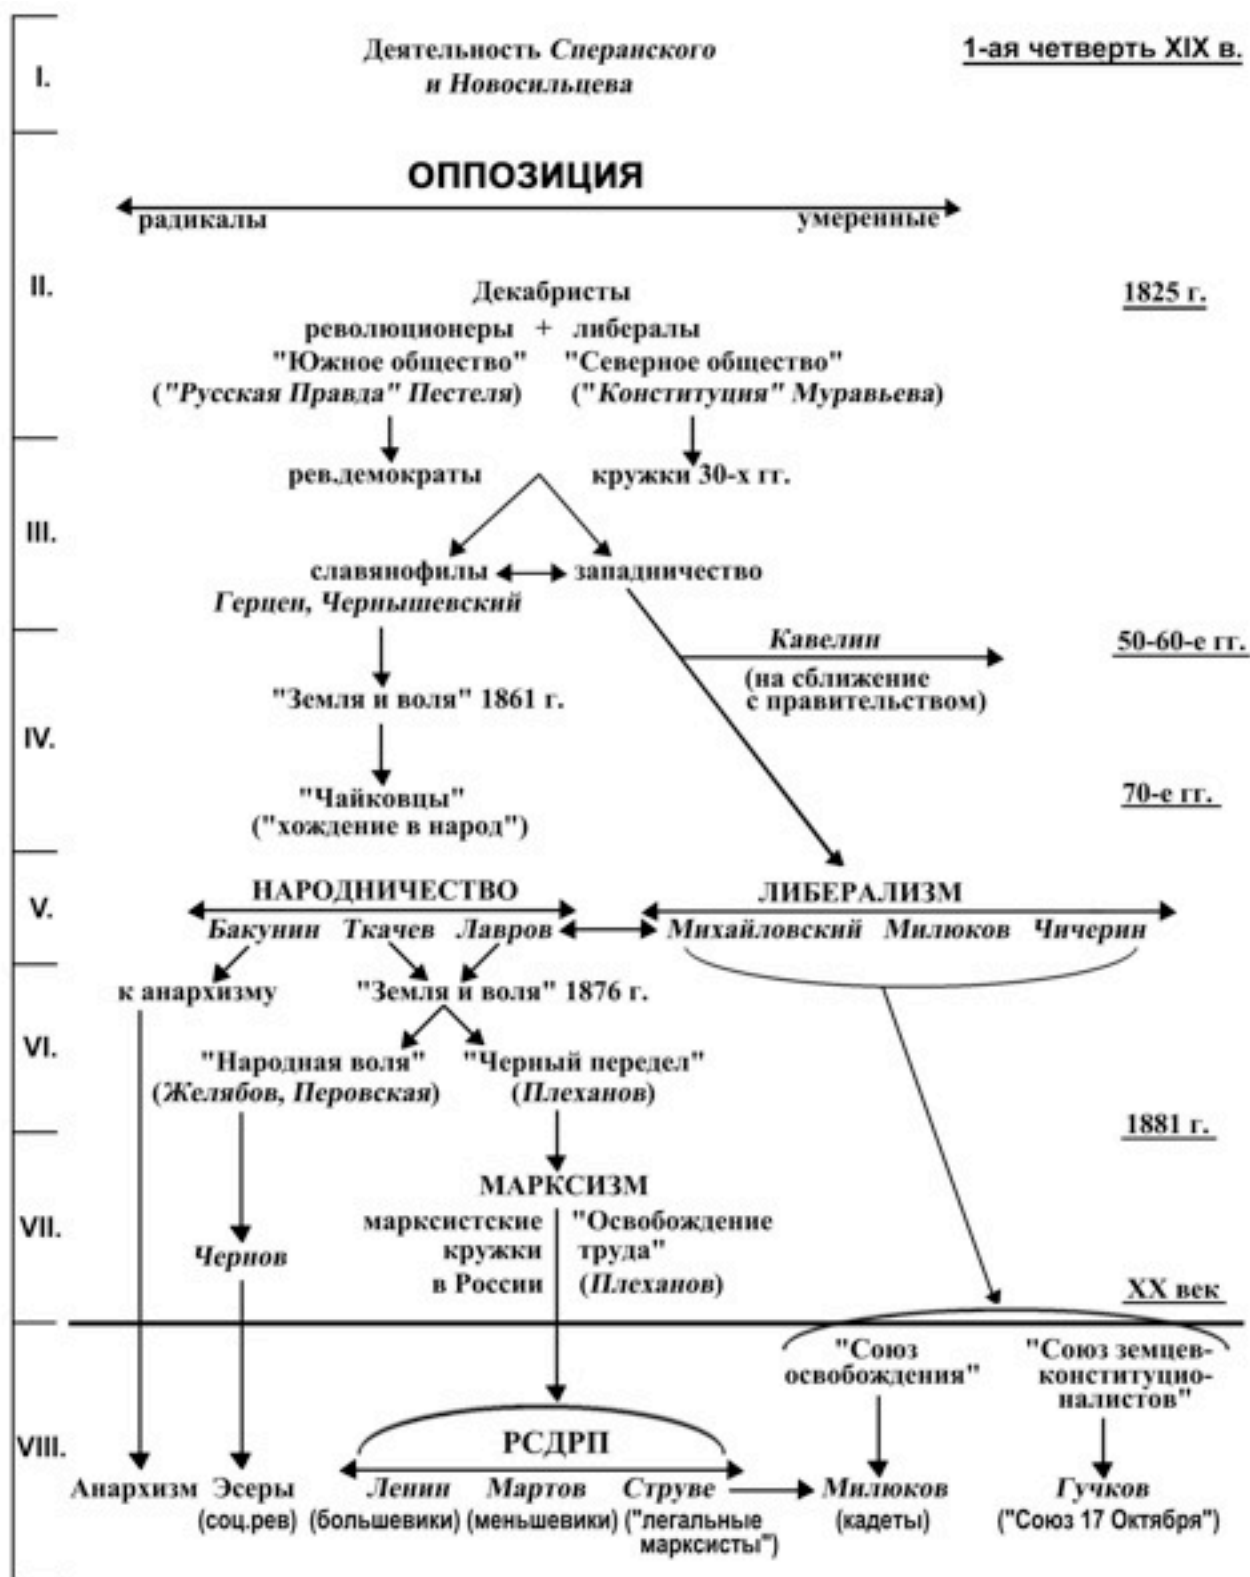 I.
Деятельность Сперанского
и Новосильцева
1-ая четверть XIX в.
ОППОЗИЦИЯ
радикалы
умеренные
II.
Декабристы
1825 г.
революционеры + либералы
"Южное общество" "Северное общество"
("Русская Правда" Пестеля) ("Конституция" Муравьева)
рев.демократы
кружки 30-х гг.
III.
славянофилы
западничество
Герцен, Чернышевский
Кавелин
50-60-е гг.
(на сближение
с правительством)
"Земля и воля" 1861 г.
IV.
"Чайковцы"
("хождение в народ")
70-е гг.
V.
НАРОДНИЧЕСТВО
ЛИБЕРАЛИЗМ
Бакунин Ткачев Лавров
Михайловский Милюков Чичерин
к анархизму
"Земля и воля" 1876 г.
VI.
"Народная воля" "Черный передел"
(Желябов, Перовская) (Плеханов)
1881 г.
МАРКСИЗМ
VII.
марксистские
кружки
в России
"Освобождение
труда"
(Плеханов)
Чернов
XX век
"Союз
освобождения"
"Союз земцев-
конституцио-
налистов"
VIII.
РСДРП
Анархизм Эсеры Ленин Мартов Струве Милюков Гучков
(соц.рев) (большевики) (меньшевики) ("легальные (кадеты) ("Союз 17 Октября")
марксисты")